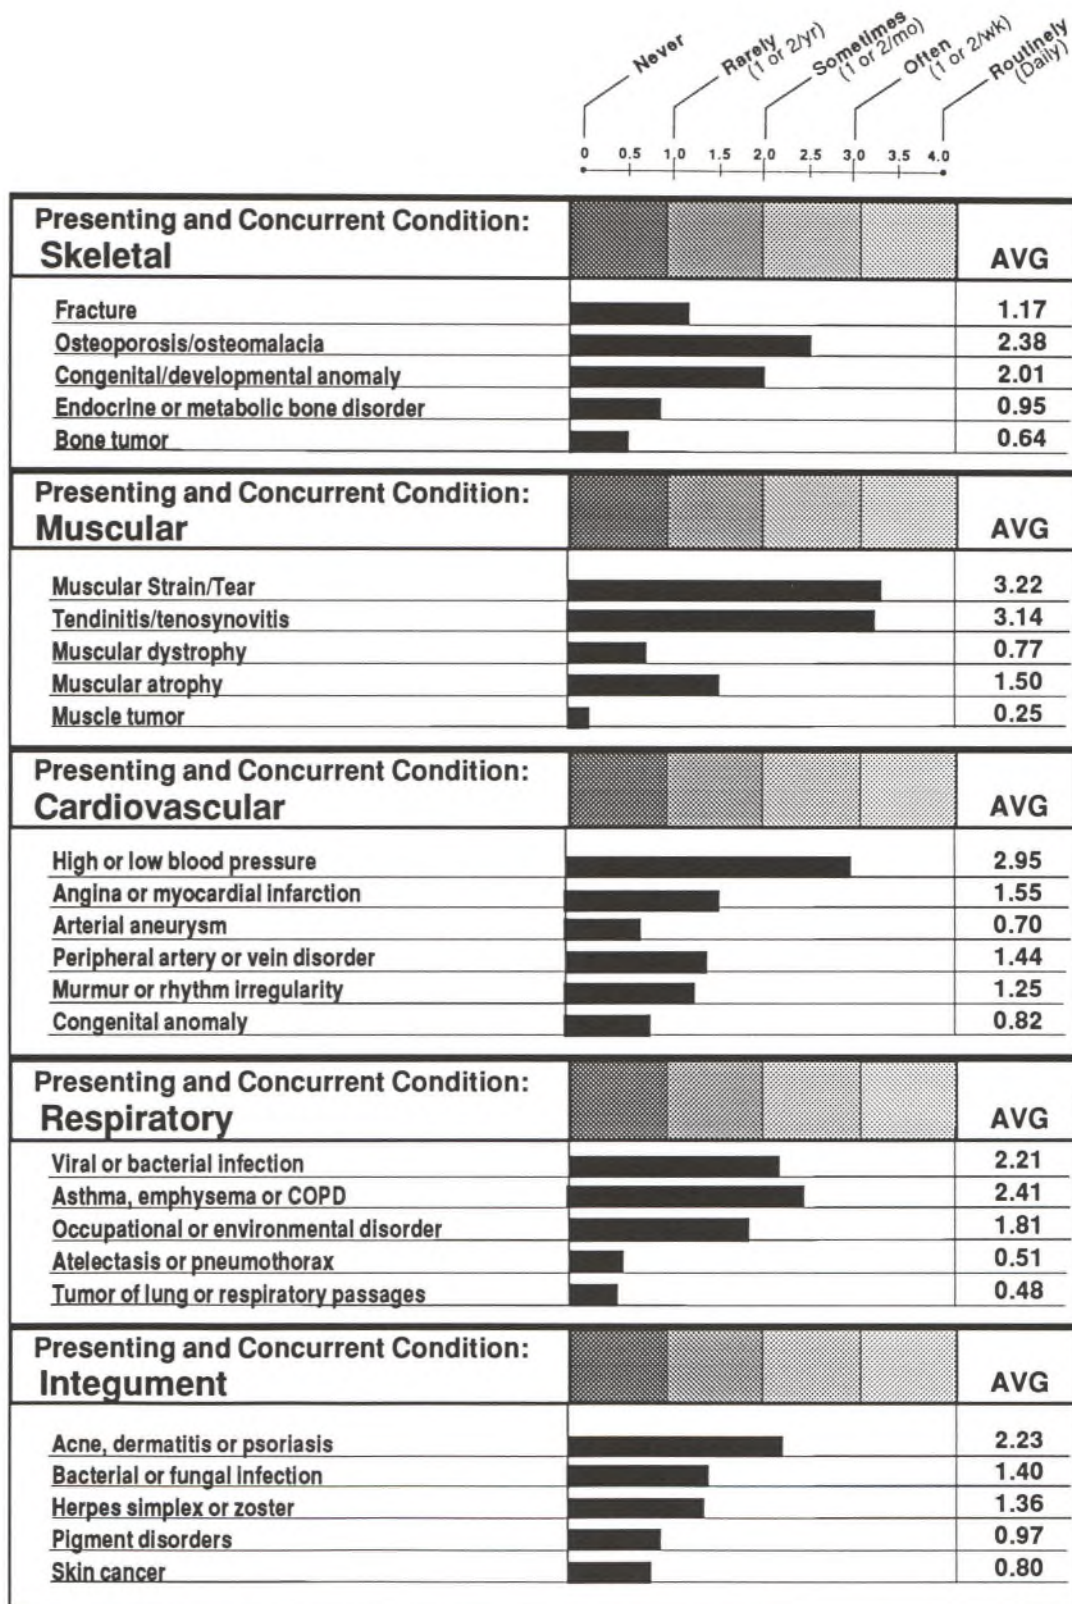 Never
Rarely
(1 or 2/yr)
Sometimes
(1 or 2/mo)
Often
(1 or 2/wk)
Routinely
(Daily)
0 0.5 1.0 1.5 2.0 2.5 3.0 3.5 4.0
Presenting and Concurrent Condition:
Skeletal AVG
Fracture 1.17
Osteoporosis/osteomalacia 2.38
Congenital/developmental anomaly 2.01
Endocrine or metabolic bone disorder 0.95
Bone tumor 0.64
Presenting and Concurrent Condition:
Muscular AVG
Muscular Strain/Tear 3.22
Tendinitis/tenosynovitis 3.14
Muscular dystrophy 0.77
Muscular atrophy 1.50
Muscle tumor 0.25
Presenting and Concurrent Condition:
Cardiovascular AVG
High or low blood pressure 2.95
Angina or myocardial infarction 1.55
Arterial aneurysm 0.70
Peripheral artery or vein disorder 1.44
Murmur or rhythm irregularity 1.25
Congenital anomaly 0.82
Presenting and Concurrent Condition:
Respiratory AVG
Viral or bacterial infection 2.21
Asthma, emphysema or COPD 2.41
Occupational or environmental disorder 1.81
Atelectasis or pneumothorax 0.51
Tumor of lung or respiratory passages 0.48
Presenting and Concurrent Condition:
Integument AVG
Acne, dermatitis or psoriasis 2.23
Bacterial or fungal infection 1.40
Herpes simplex or zoster 1.36
Pigment disorders 0.97
Skin cancer 0.80